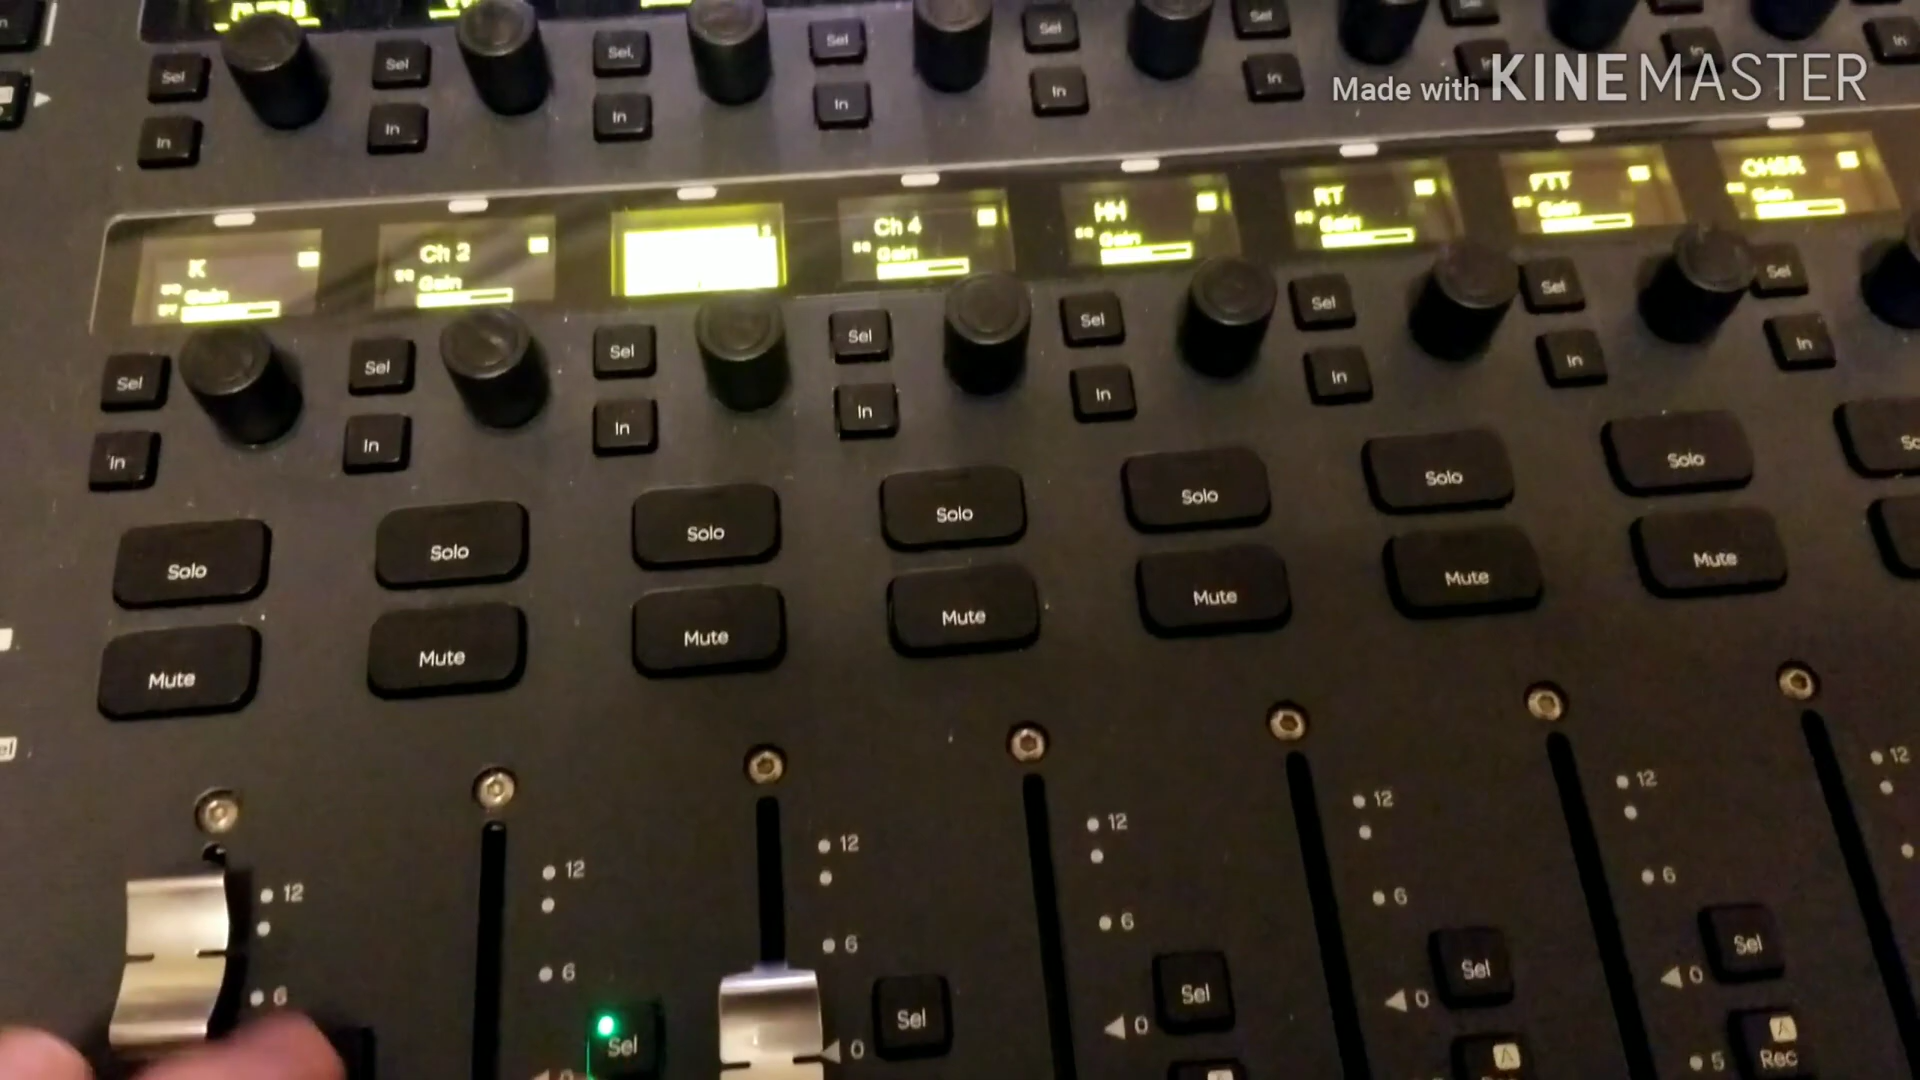 Sel Sel Sel Sel Sel Sel Sel
In In In In In In In In
Made with KINEMASTER
K Ch 2 Ch 4 HH RT OHSR
Gain Gain Gain Gain Gain Gain Gain
Sel Sel Sel Sel Sel Sel Sel Sel
In In In In In In In In
Solo Solo Solo Solo Solo Solo Solo
Mute Mute Mute Mute Mute Mute Mute
12 12 12 12 12 12 12
6 6 6 6 6 6
Sel Sel Sel Sel Sel
0 0 0 0
5
A A
Rec